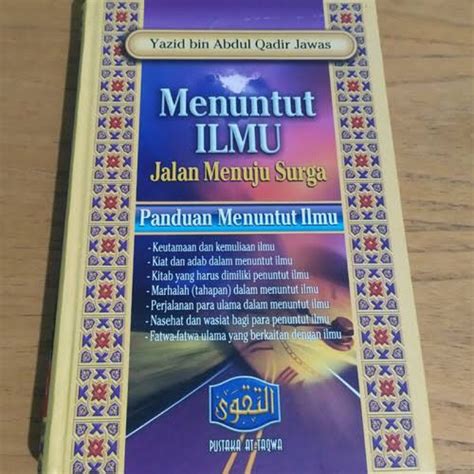 Yazid bin Abdul Qadir Jawas
Menuntut
ILMU
Jalan Menuju Surga
Panduan Menuntut Ilmu
- Keutamaan dan kemuliaan ilmu
- Kiat dan adab dalam menuntut ilmu
- Kitab yang harus dimiliki penuntut ilmu
- Marhalah (tahapan) dalam menuntut ilmu
- Perjalanan para ulama dalam menuntut ilmu
- Nasehat dan wasiat bagi para penuntut ilmu
- Fatwa-fatwa ulama yang berkaitan dengan ilmu
التقوى
PUSTAKA AT-TAQWA